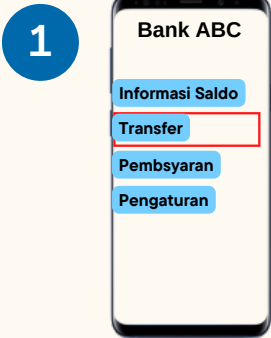 1
Bank ABC
Informasi Saldo
Transfer
Pembsyaran
Pengaturan